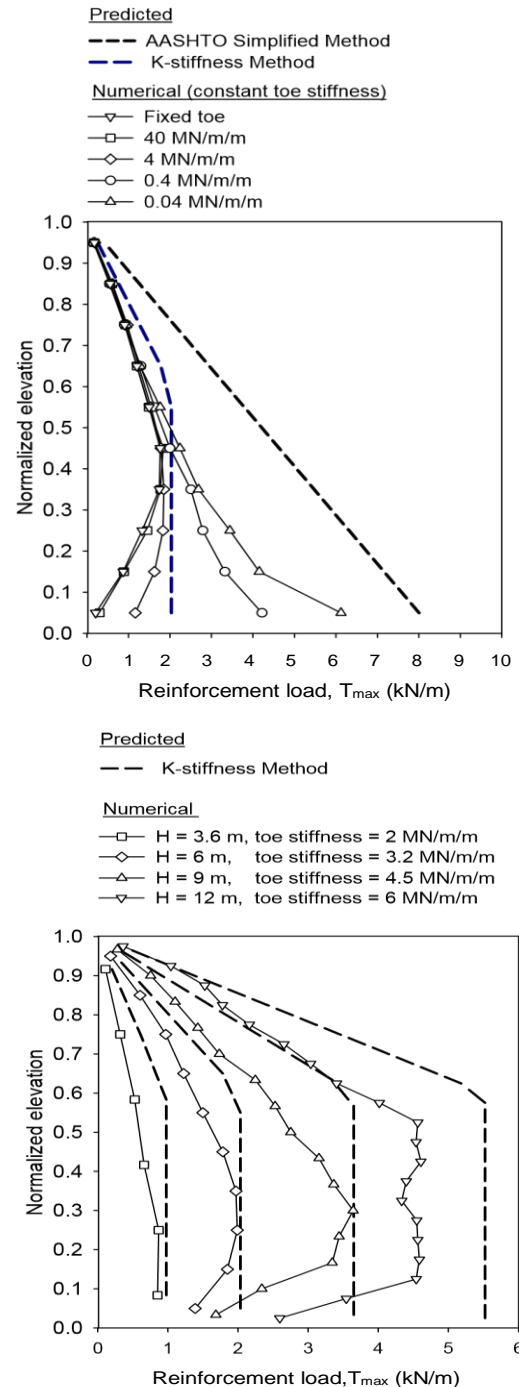 Predicted
AASHTO Simplified Method
K-stiffness Method
Numerical (constant toe stiffness)
Fixed toe
40 MN/m/m
4 MN/m/m
0.4 MN/m/m
0.04 MN/m/m
1.0
0.9
0.8
0.7
0.6
0.5
0.4
0.3
0.2
0.1
0.0
Normalized elevation
0 1 2 3 4 5 6 7 8 9 10
Reinforcement load, Tmax (kN/m)
Predicted
K-stiffness Method
Numerical
H = 3.6 m, toe stiffness = 2 MN/m/m
H = 6 m, toe stiffness = 3.2 MN/m/m
H = 9 m, toe stiffness = 4.5 MN/m/m
H = 12 m, toe stiffness = 6 MN/m/m
1.0
0.9
0.8
0.7
0.6
0.5
0.4
0.3
0.2
0.1
0.0
Normalized elevation
0 1 2 3 4 5 6
Reinforcement load,Tmax (kN/m)